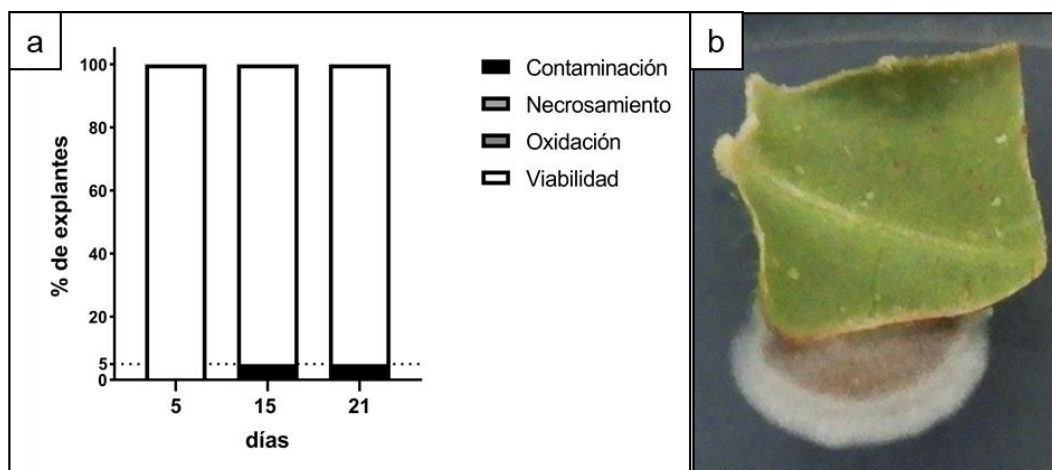 a
100
80
60
40
20
5
0
% de explantes
5 15 21
días
Contaminación
Necrosamiento
Oxidación
Viabilidad
b